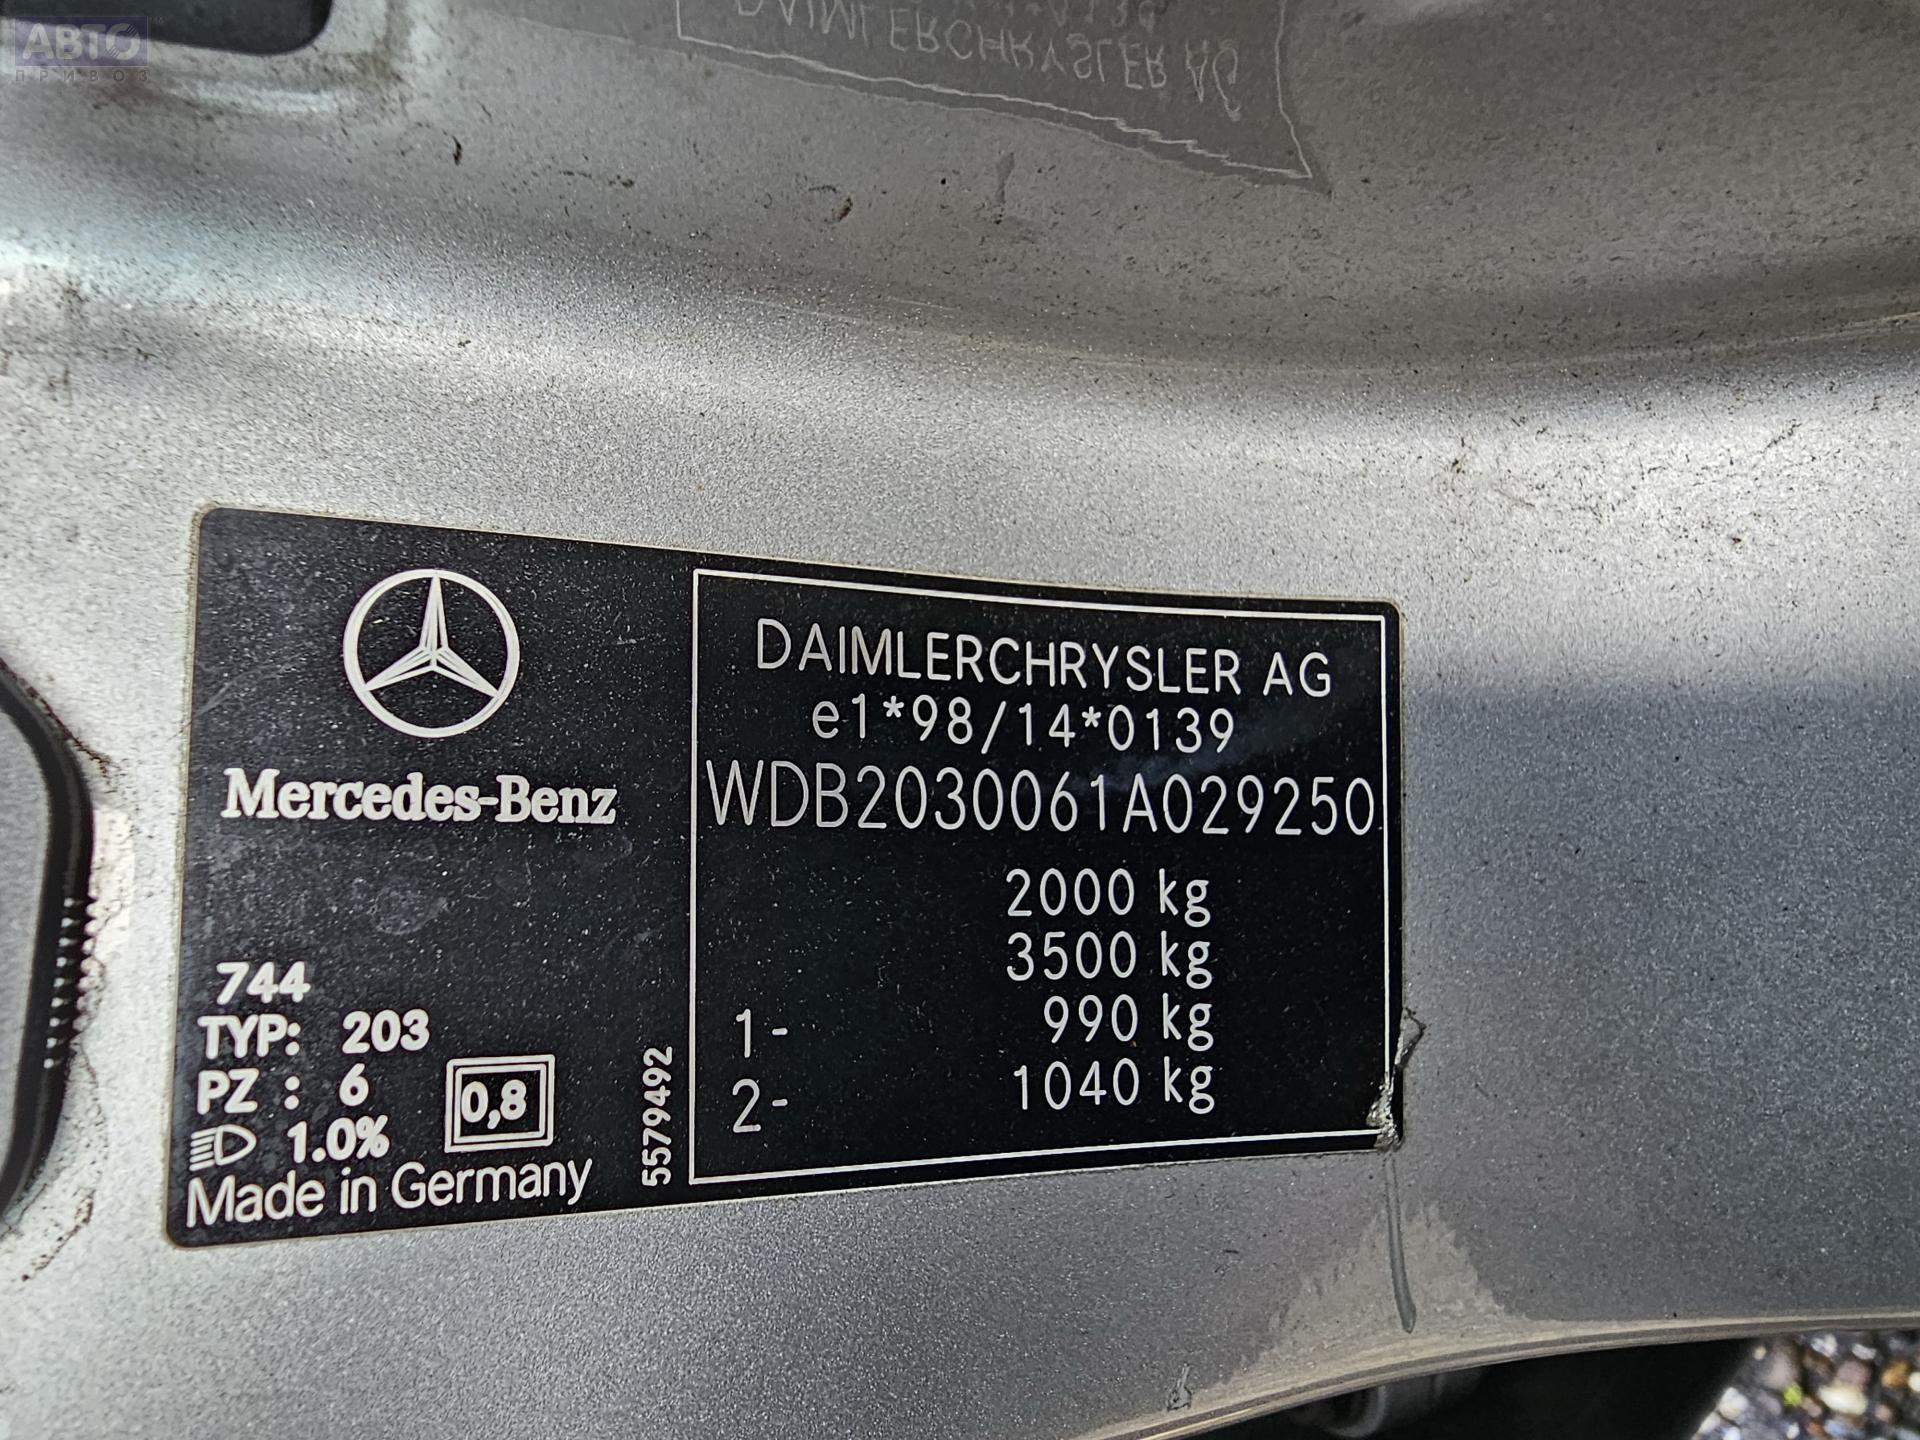 АВТО
ПРИВОЗ
DAIMLERCHRYSLER AG
Mercedes-Benz
744
TYP: 203
PZ : 6
1.0%
0,8
Made in Germany
5579492
DAIMLERCHRYSLER AG
e1*98/14*0139
WDB2030061A029250
2000 kg
3500 kg
1- 990 kg
2- 1040 kg